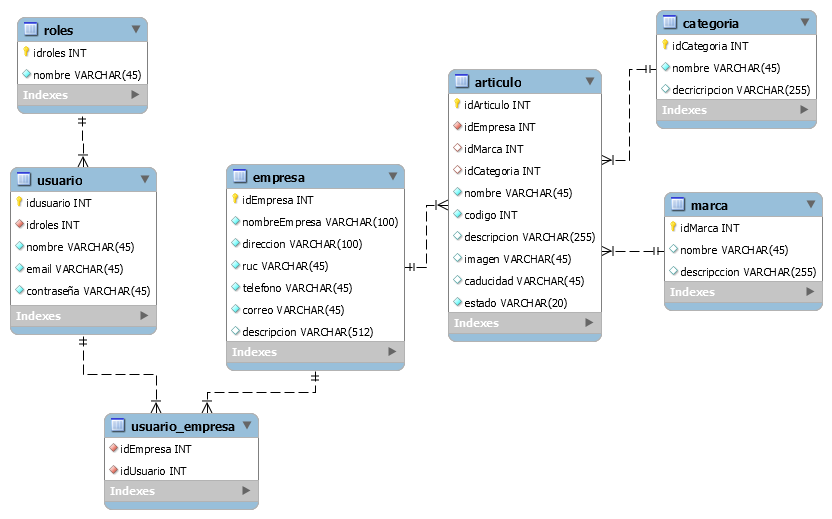 roles
idroles INT
nombre VARCHAR(45)
Indexes
usuario
idusuario INT
idroles INT
nombre VARCHAR(45)
email VARCHAR(45)
contraseña VARCHAR(45)
Indexes
empresa
idEmpresa INT
nombreEmpresa VARCHAR(100)
direccion VARCHAR(100)
ruc VARCHAR(45)
telefono VARCHAR(45)
correo VARCHAR(45)
descripcion VARCHAR(512)
Indexes
usuario_empresa
idEmpresa INT
idUsuario INT
Indexes
articulo
idArticulo INT
idEmpresa INT
idMarca INT
idCategoria INT
nombre VARCHAR(45)
codigo INT
descripcion VARCHAR(255)
imagen VARCHAR(45)
caducidad VARCHAR(45)
estado VARCHAR(20)
Indexes
categoria
idCategoria INT
nombre VARCHAR(45)
decricripcion VARCHAR(255)
Indexes
marca
idMarca INT
nombre VARCHAR(45)
descripccion VARCHAR(255)
Indexes